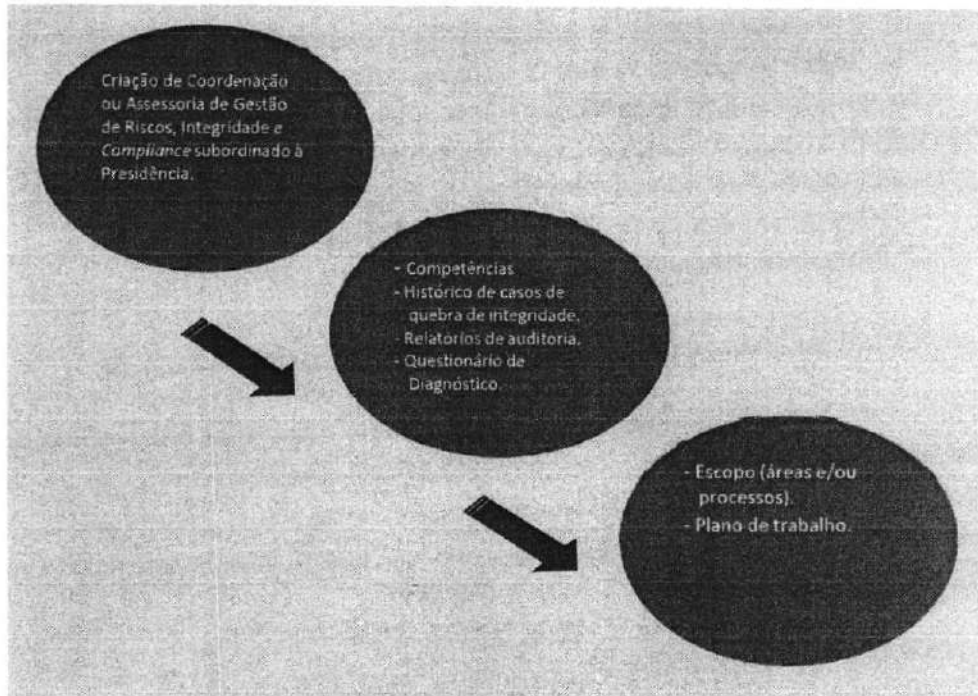 Criação de Coordenação
ou Assessoria de Gestão
de Riscos, Integridade e
Compliance subordinado à
Presidência.
- Competências
- Histórico de casos de
quebra de integridade.
- Relatórios de auditoria.
- Questionário de
Diagnóstico.
- Escopo (áreas e/ou
processos).
- Plano de trabalho.